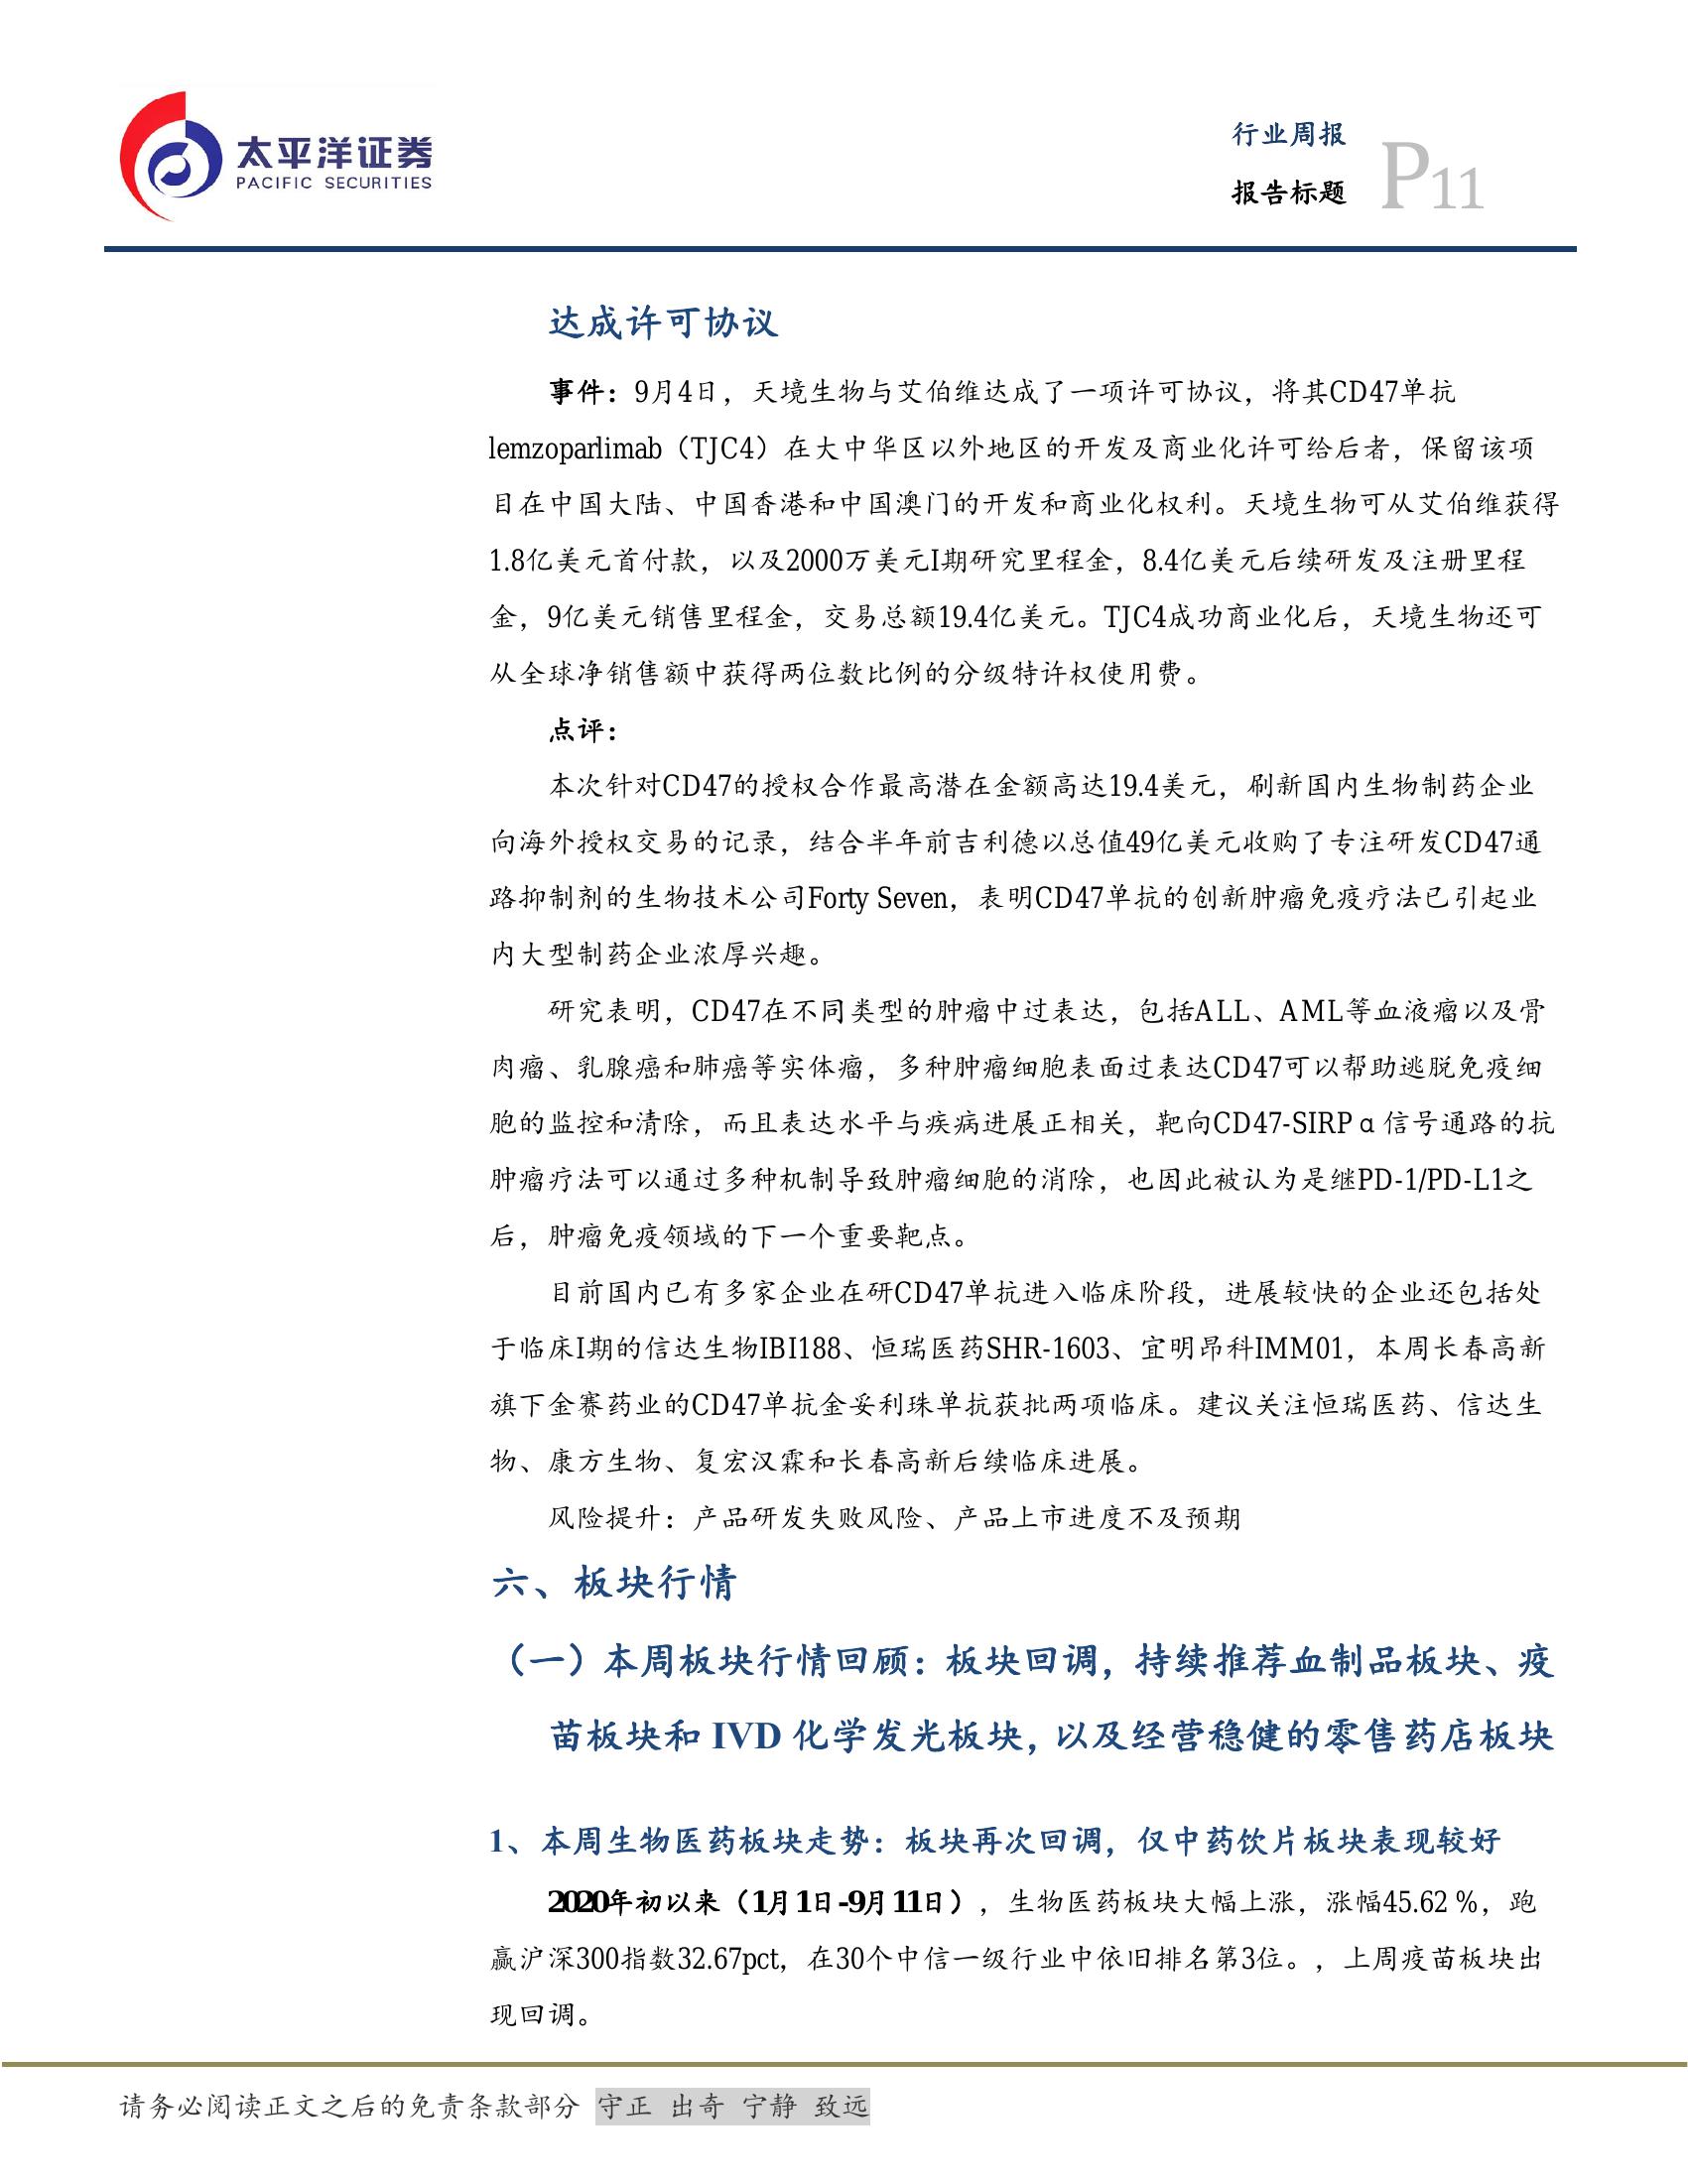 太平洋证券
PACIFIC SECURITIES
行业周报
报告标题
P11
达成许可协议
事件：9月4日，天境生物与艾伯维达成了一项许可协议，将其CD47单抗
lemzoparlimab（TJC4）在大中华区以外地区的开发及商业化许可给后者，保留该项
目在中国大陆、中国香港和中国澳门的开发和商业化权利。天境生物可从艾伯维获得
1.8亿美元首付款，以及2000万美元I期研究里程金，8.4亿美元后续研发及注册里程
金，9亿美元销售里程金，交易总额19.4亿美元。TJC4成功商业化后，天境生物还可
从全球净销售额中获得两位数比例的分级特许权使用费。
点评：
本次针对CD47的授权合作最高潜在金额高达19.4美元，刷新国内生物制药企业
向海外授权交易的记录，结合半年前吉利德以总值49亿美元收购了专注研发CD47通
路抑制剂的生物技术公司Forty Seven，表明CD47单抗的创新肿瘤免疫疗法已引起业
内大型制药企业浓厚兴趣。
研究表明，CD47在不同类型的肿瘤中过表达，包括ALL、AML等血液瘤以及骨
肉瘤、乳腺癌和肺癌等实体瘤，多种肿瘤细胞表面过表达CD47可以帮助逃脱免疫细
胞的监控和清除，而且表达水平与疾病进展正相关，靶向CD47-SIRPα信号通路的抗
肿瘤疗法可以通过多种机制导致肿瘤细胞的消除，也因此被认为是继PD-1/PD-L1之
后，肿瘤免疫领域的下一个重要靶点。
目前国内已有多家企业在研CD47单抗进入临床阶段，进展较快的企业还包括处
于临床I期的信达生物IBI188、恒瑞医药SHR-1603、宜明昂科IMM01，本周长春高新
旗下金赛药业的CD47单抗金妥利珠单抗获批两项临床。建议关注恒瑞医药、信达生
物、康方生物、复宏汉霖和长春高新后续临床进展。
风险提升：产品研发失败风险、产品上市进度不及预期
六、板块行情
（一）本周板块行情回顾：板块回调，持续推荐血制品板块、疫
苗板块和 IVD 化学发光板块，以及经营稳健的零售药店板块
1、本周生物医药板块走势：板块再次回调，仅中药饮片板块表现较好
2020年初以来（1月1日-9月11日），生物医药板块大幅上涨，涨幅45.62 %，跑
赢沪深300指数32.67pct，在30个中信一级行业中依旧排名第3位。，上周疫苗板块出
现回调。
请务必阅读正文之后的免责条款部分 守正 出奇 宁静 致远